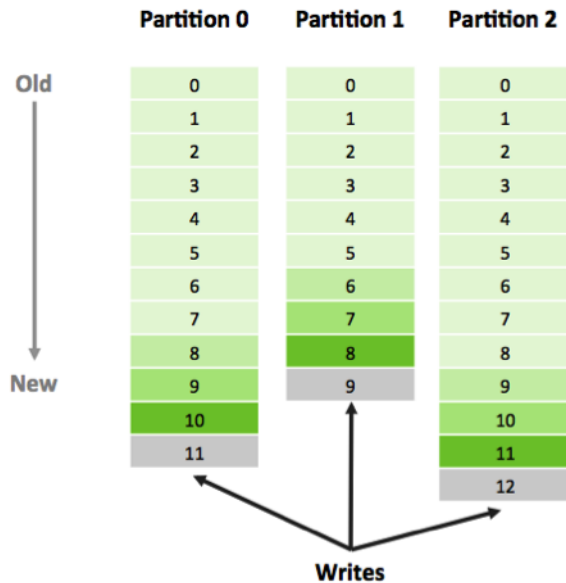 Partition 0 Partition 1 Partition 2
Old 0 0 0
1 1 1
2 2 2
3 3 3
4 4 4
5 5 5
6 6 6
7 7 7
8 8 8
New 9 9 9
10 10
11 11
12
Writes